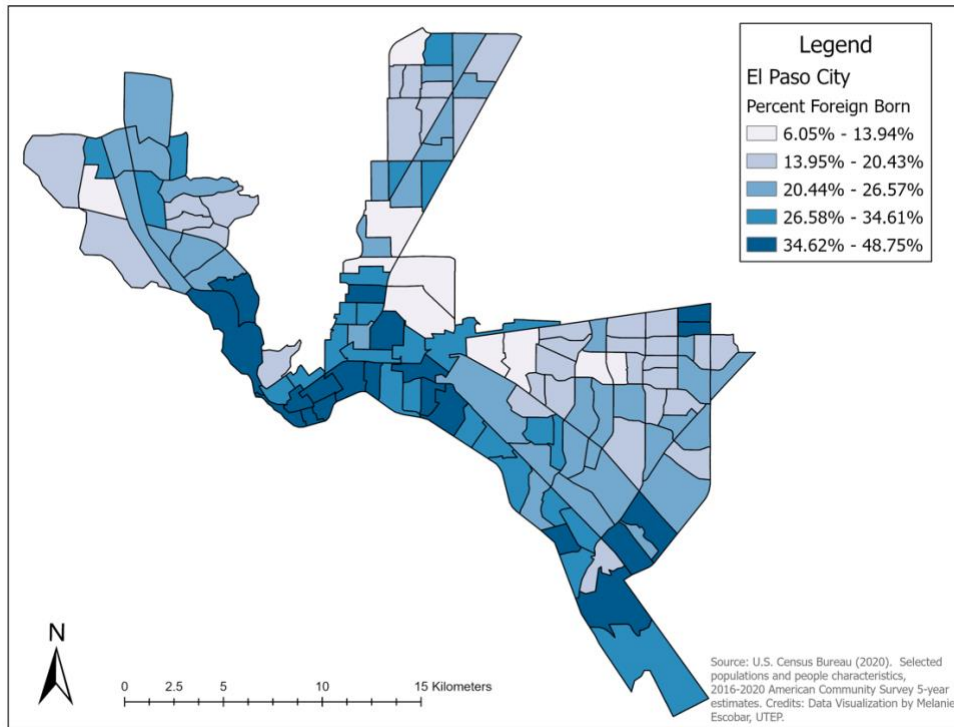 Legend
El Paso City
Percent Foreign Born
6.05% - 13.94%
13.95% - 20.43%
20.44% - 26.57%
26.58% - 34.61%
34.62% - 48.75%
N
0 2.5 5 10 15 Kilometers
Source: U.S. Census Bureau (2020). Selected
populations and people characteristics,
2016-2020 American Community Survey 5-year
estimates. Credits: Data Visualization by Melanie
Escobar, UTEP.